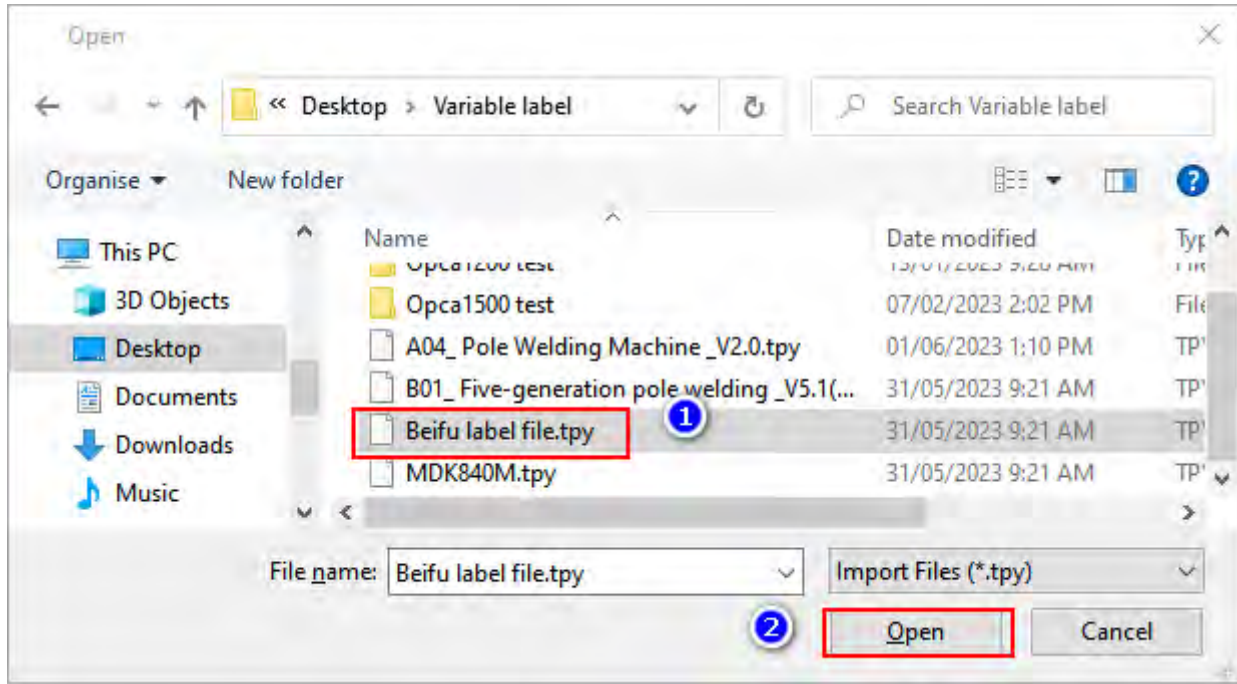 Open
« Desktop > Variable label
Search Variable label
Organise
New folder
Name
Date modified
This PC
Opca1200 test
3D Objects
Opca1500 test
07/02/2023 2:02 PM
Desktop
A04_ Pole Welding Machine _V2.0.tpy
01/06/2023 1:10 PM
Documents
B01_ Five-generation pole welding _V5.1(...
31/05/2023 9:21 AM
1
Beifu label file.tpy
31/05/2023 9:21 AM
Downloads
MDK840M.tpy
31/05/2023 9:21 AM
Music
File name:
Beifu label file.tpy
Import Files (*.tpy)
2
Open
Cancel